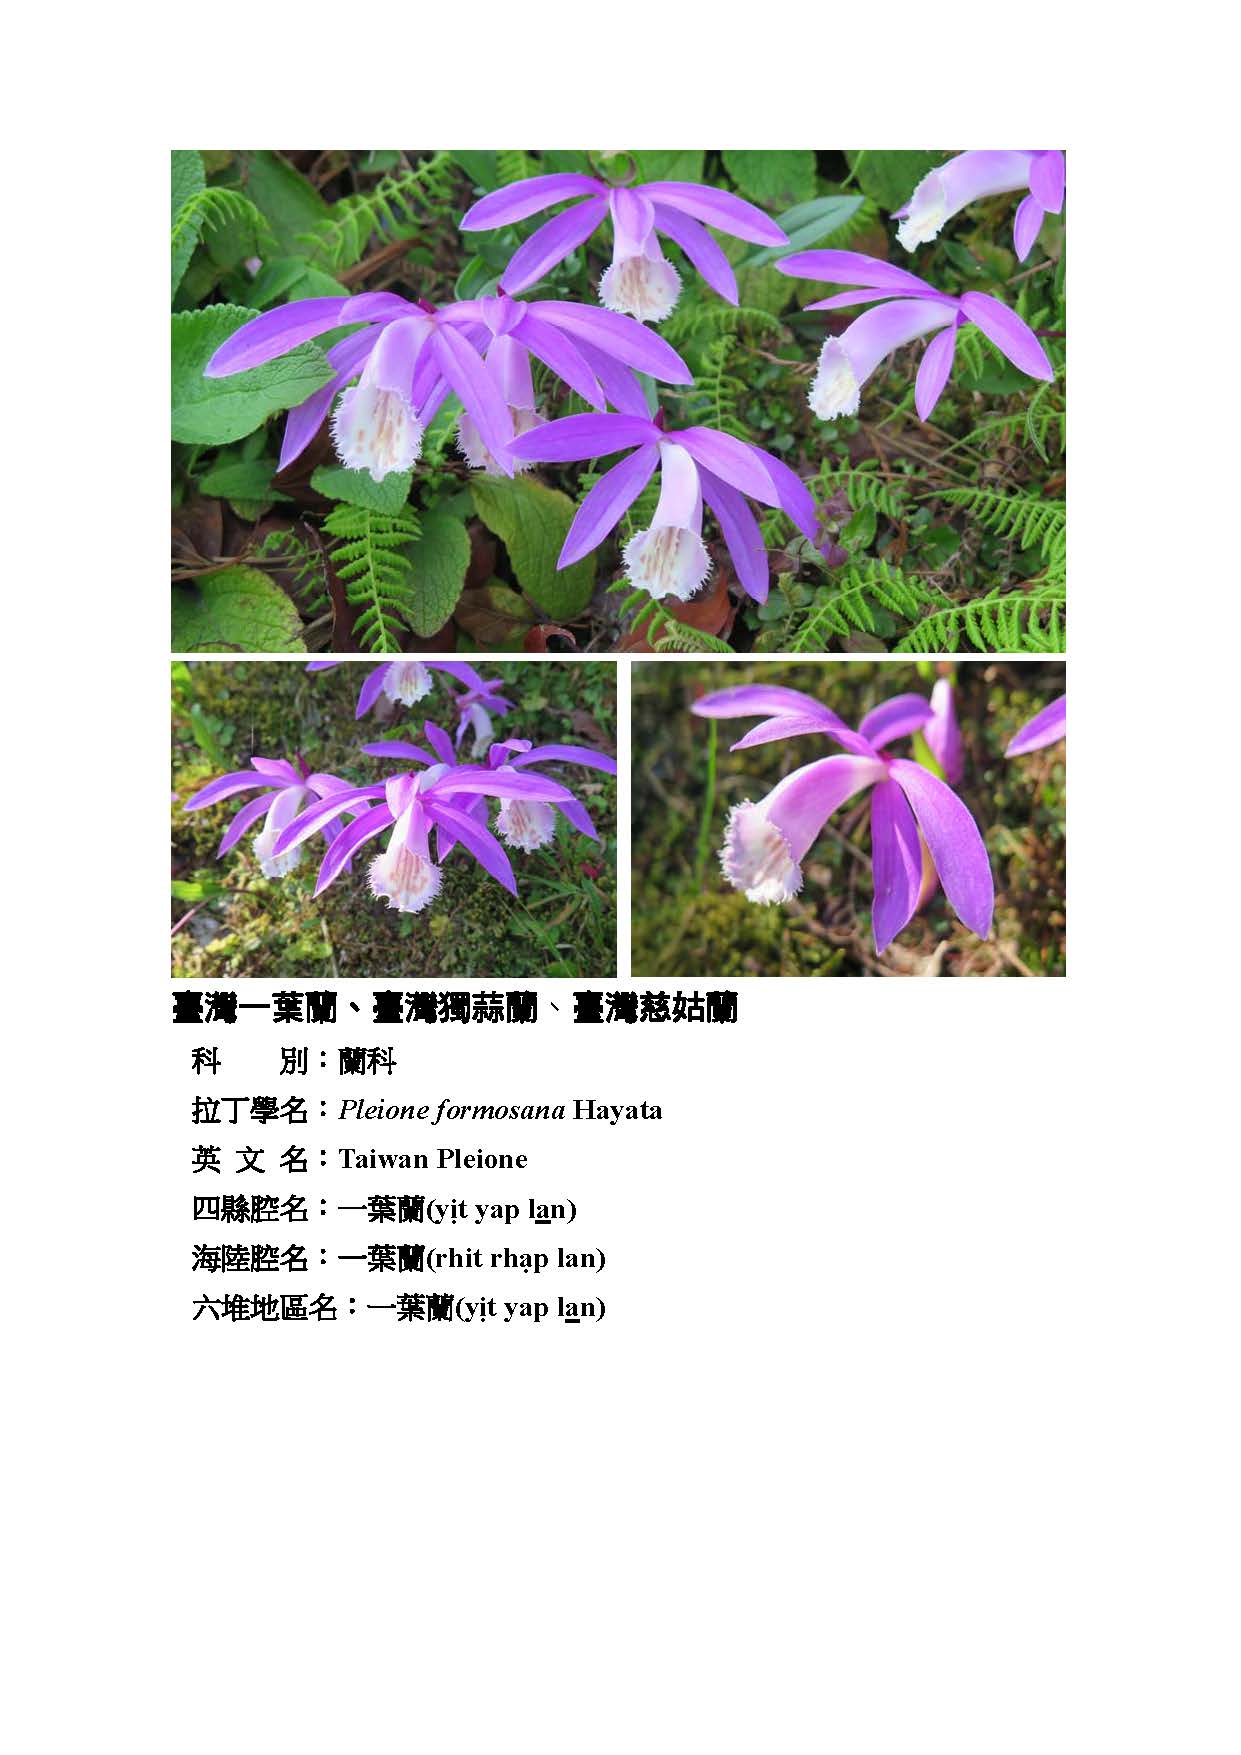 臺灣一葉蘭、臺灣獨蒜蘭、臺灣慈姑蘭
科　　別：蘭科
拉丁學名：Pleione formosana Hayata
英 文 名：Taiwan Pleione
四縣腔名：一葉蘭(yịt yap la̲n)
海陸腔名：一葉蘭(rhit rhạp lan)
六堆地區名：一葉蘭(yịt yap la̲n)